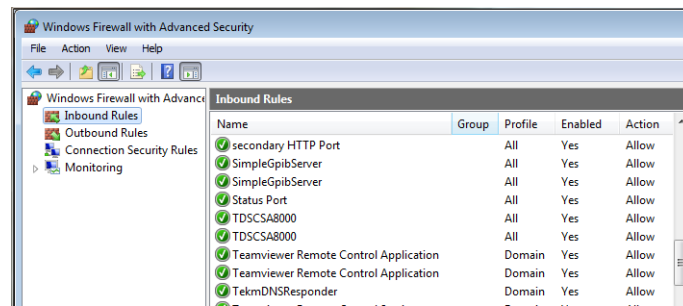 Windows Firewall with Advanced Security
File Action View Help
Windows Firewall with Advance
Inbound Rules
Outbound Rules
Connection Security Rules
Monitoring
Inbound Rules
Name Group Profile Enabled Action
secondary HTTP Port All Yes Allow
SimpleGpibServer All Yes Allow
SimpleGpibServer All Yes Allow
Status Port All Yes Allow
TDSCSA8000 All Yes Allow
TDSCSA8000 All Yes Allow
Teamviewer Remote Control Application Domain Yes Allow
Teamviewer Remote Control Application Domain Yes Allow
TekmDNSResponder Domain Yes Allow